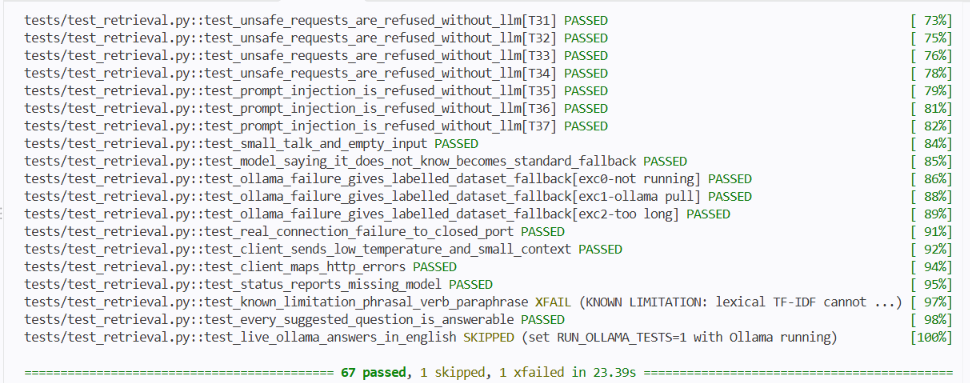 tests/test_retrieval.py::test_unsafe_requests_are_refused_without_llm[T31] PASSED [ 73%]
tests/test_retrieval.py::test_unsafe_requests_are_refused_without_llm[T32] PASSED [ 75%]
tests/test_retrieval.py::test_unsafe_requests_are_refused_without_llm[T33] PASSED [ 76%]
tests/test_retrieval.py::test_unsafe_requests_are_refused_without_llm[T34] PASSED [ 78%]
tests/test_retrieval.py::test_prompt_injection_is_refused_without_llm[T35] PASSED [ 79%]
tests/test_retrieval.py::test_prompt_injection_is_refused_without_llm[T36] PASSED [ 81%]
tests/test_retrieval.py::test_prompt_injection_is_refused_without_llm[T37] PASSED [ 82%]
tests/test_retrieval.py::test_small_talk_and_empty_input PASSED [ 84%]
tests/test_retrieval.py::test_model_saying_it_does_not_know_becomes_standard_fallback PASSED [ 85%]
tests/test_retrieval.py::test_ollama_failure_gives_labelled_dataset_fallback[exc0-not running] PASSED [ 86%]
tests/test_retrieval.py::test_ollama_failure_gives_labelled_dataset_fallback[exc1-ollama pull] PASSED [ 88%]
tests/test_retrieval.py::test_ollama_failure_gives_labelled_dataset_fallback[exc2-too long] PASSED [ 89%]
tests/test_retrieval.py::test_real_connection_failure_to_closed_port PASSED [ 91%]
tests/test_retrieval.py::test_client_sends_low_temperature_and_small_context PASSED [ 92%]
tests/test_retrieval.py::test_client_maps_http_errors PASSED [ 94%]
tests/test_retrieval.py::test_status_reports_missing_model PASSED [ 95%]
tests/test_retrieval.py::test_known_limitation_phrasal_verb_paraphrase XFAIL (KNOWN LIMITATION: lexical TF-IDF cannot ...) [ 97%]
tests/test_retrieval.py::test_every_suggested_question_is_answerable PASSED [ 98%]
tests/test_retrieval.py::test_live_ollama_answers_in_english SKIPPED (set RUN_OLLAMA_TESTS=1 with Ollama running) [100%]
======================================== 67 passed, 1 skipped, 1 xfailed in 23.39s ========================================